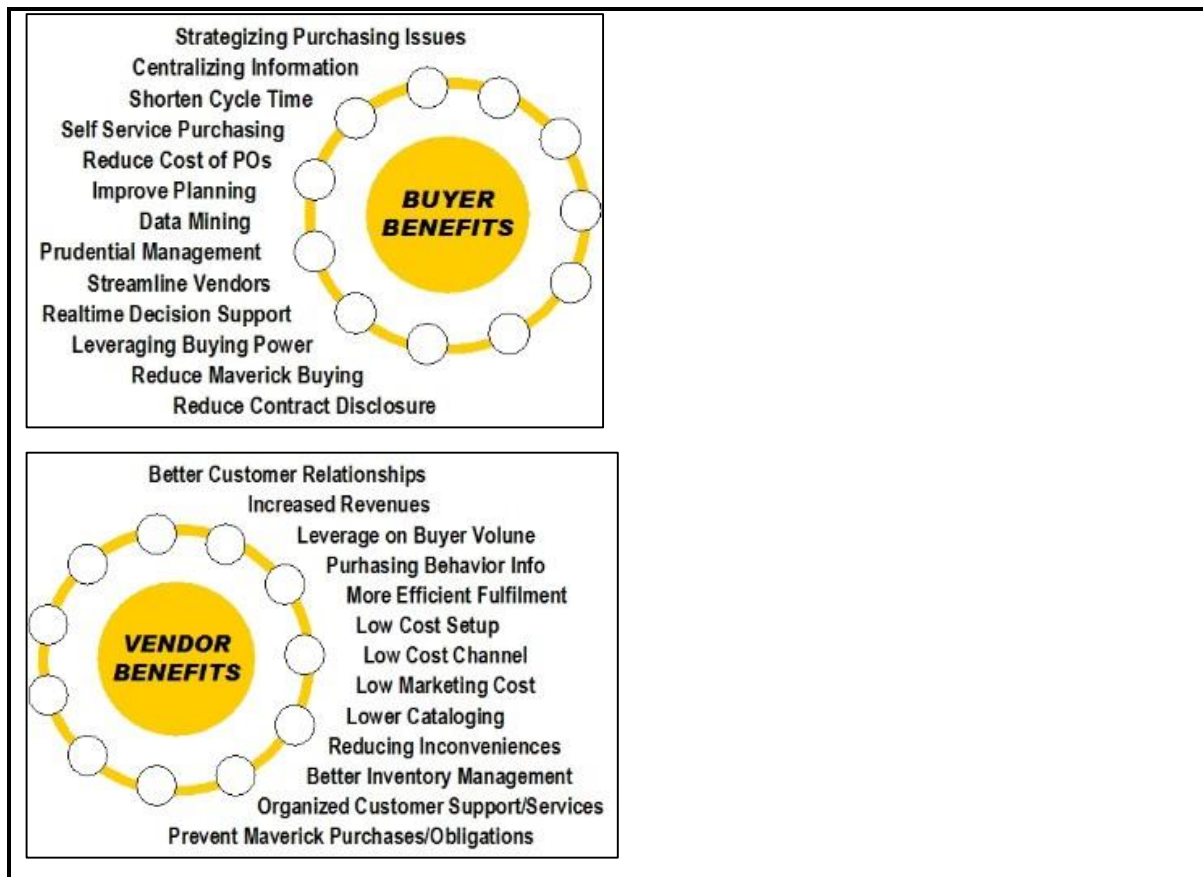 Strategizing Purchasing Issues
Centralizing Information
Shorten Cycle Time
Self Service Purchasing
Reduce Cost of POs
Improve Planning
Data Mining
Prudential Management
Streamline Vendors
Realtime Decision Support
Leveraging Buying Power
Reduce Maverick Buying
Reduce Contract Disclosure
BUYER
BENEFITS
Better Customer Relationships
Increased Revenues
Leverage on Buyer Volune
Purhasing Behavior Info
More Efficient Fulfilment
Low Cost Setup
Low Cost Channel
Low Marketing Cost
Lower Cataloging
Reducing Inconveniences
Better Inventory Management
Organized Customer Support/Services
Prevent Maverick Purchases/Obligations
VENDOR
BENEFITS